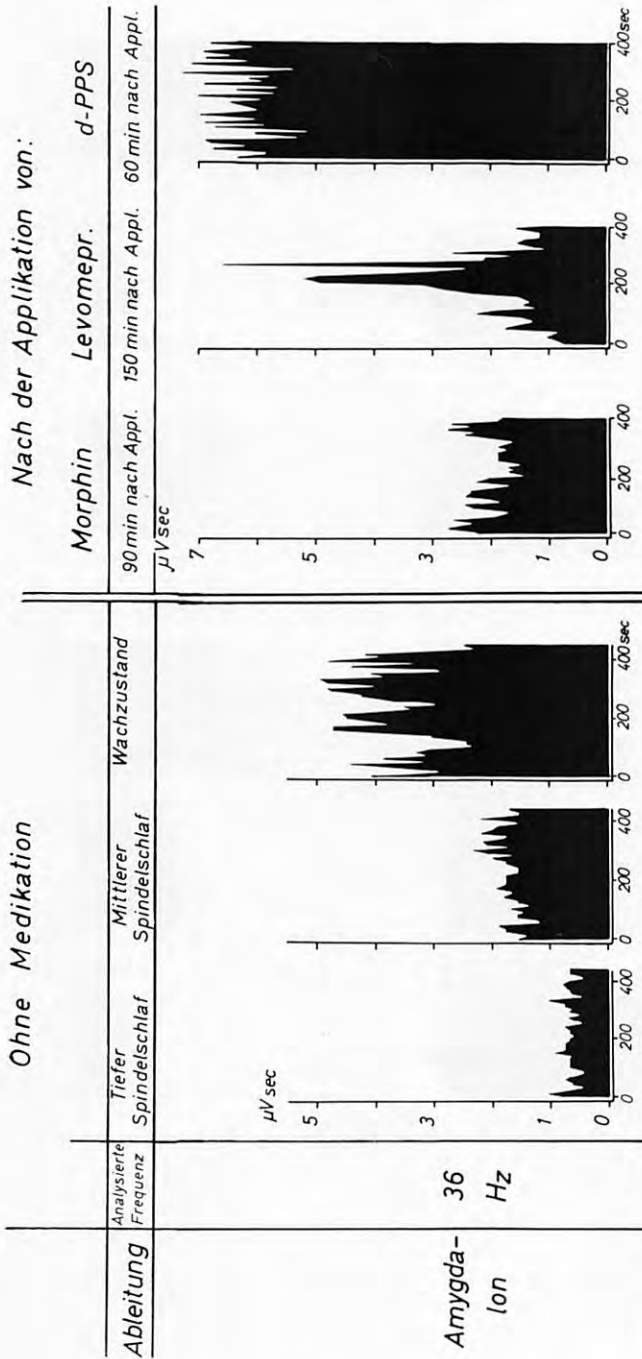 Ohne Medikation
Nach der Applikation von:
Morphin Levomepr. d-PPS
Ableitung
Analysierte
Frequenz
Tiefer
Spindelschlaf
Mittlerer
Spindelschlaf
Wachzustand
90 min nach Appl. 150 min nach Appl. 60 min nach Appl.
Amygda-
lon
36
Hz
µV sec
5
3
1
0
0 200 400
0 200 400
0 200 400 sec
µV sec
7
5
3
1
0
0 200 400
0 200 400
0 200 400 sec